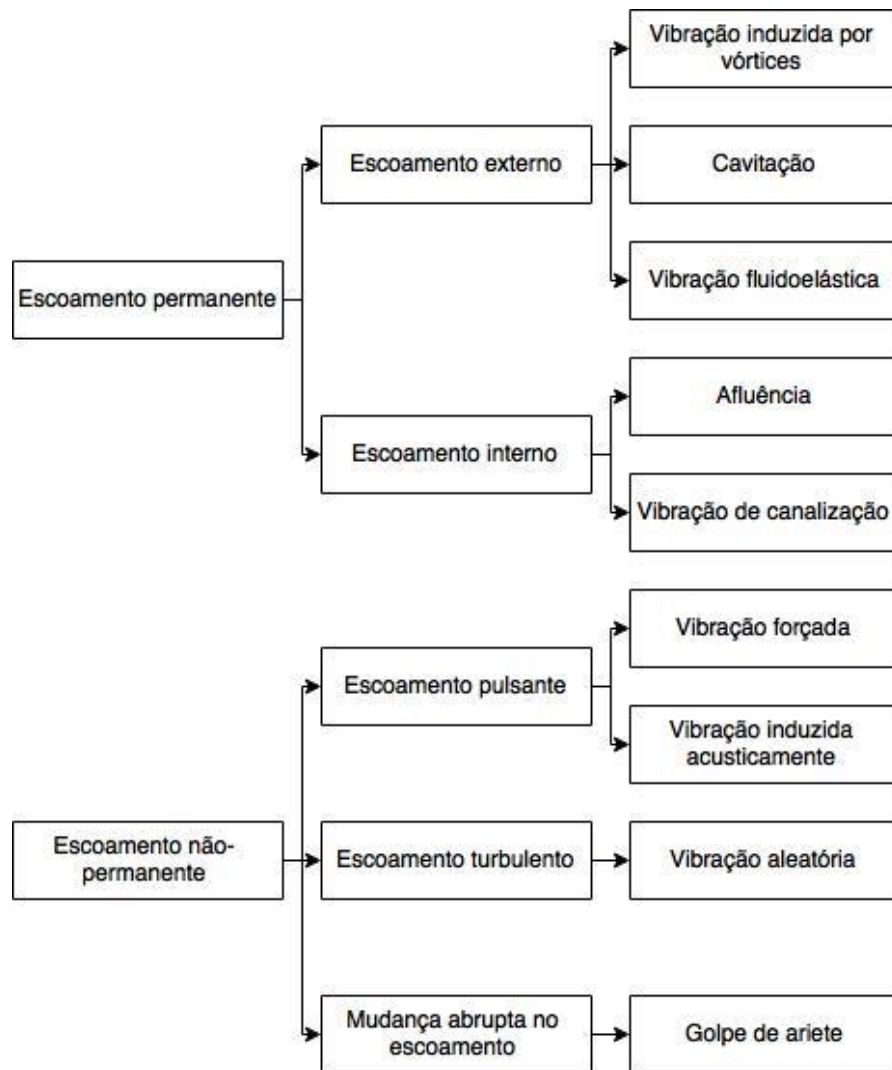 Vibração induzida por
vórtices
Escoamento externo
Cavitação
Escoamento permanente
Vibração fluidoelástica
Afluência
Escoamento interno
Vibração de canalização
Vibração forçada
Escoamento pulsante
Vibração induzida
acusticamente
Escoamento não-
permanente
Escoamento turbulento
Vibração aleatória
Mudança abrupta no
escoamento
Golpe de ariete